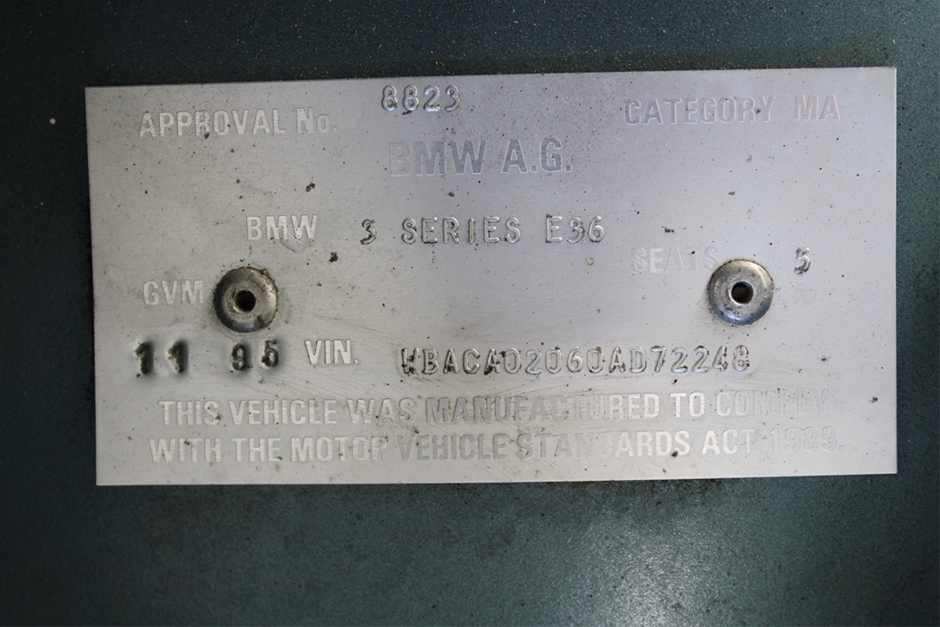 APPROVAL No. 8823 CATEGORY MA
BMW A.G.
BMW 3 SERIES E36
SEATS 5
GVM
11 95 VIN. WBACA02060AD72248
THIS VEHICLE WAS MANUFACTURED TO COMPLY
WITH THE MOTOR VEHICLE STANDARDS ACT 1989.